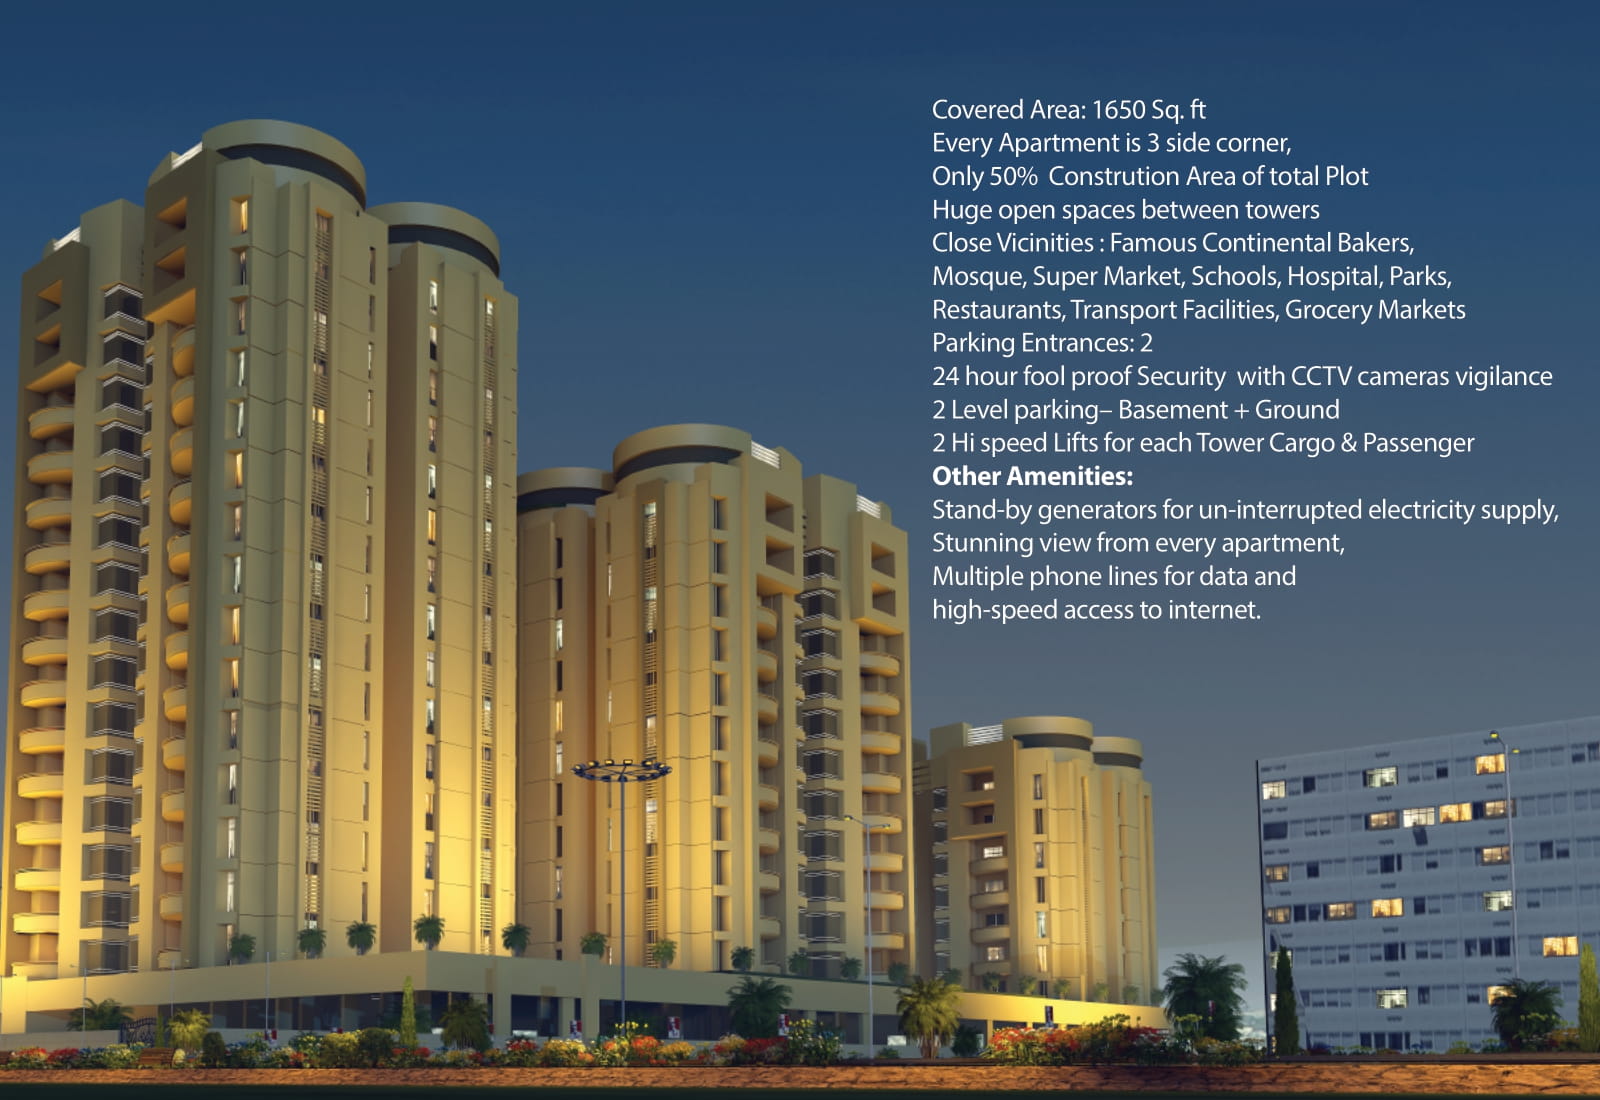 Covered Area: 1650 Sq. ft
Every Apartment is 3 side corner,
Only 50%  Constrution Area of total Plot
Huge open spaces between towers
Close Vicinities : Famous Continental Bakers,
Mosque, Super Market, Schools, Hospital, Parks,
Restaurants, Transport Facilities, Grocery Markets
Parking Entrances: 2
24 hour fool proof Security  with CCTV cameras vigilance
2 Level parking– Basement + Ground
2 Hi speed Lifts for each Tower Cargo & Passenger
Other Amenities:
Stand-by generators for un-interrupted electricity supply,
Stunning view from every apartment,
Multiple phone lines for data and
high-speed access to internet.